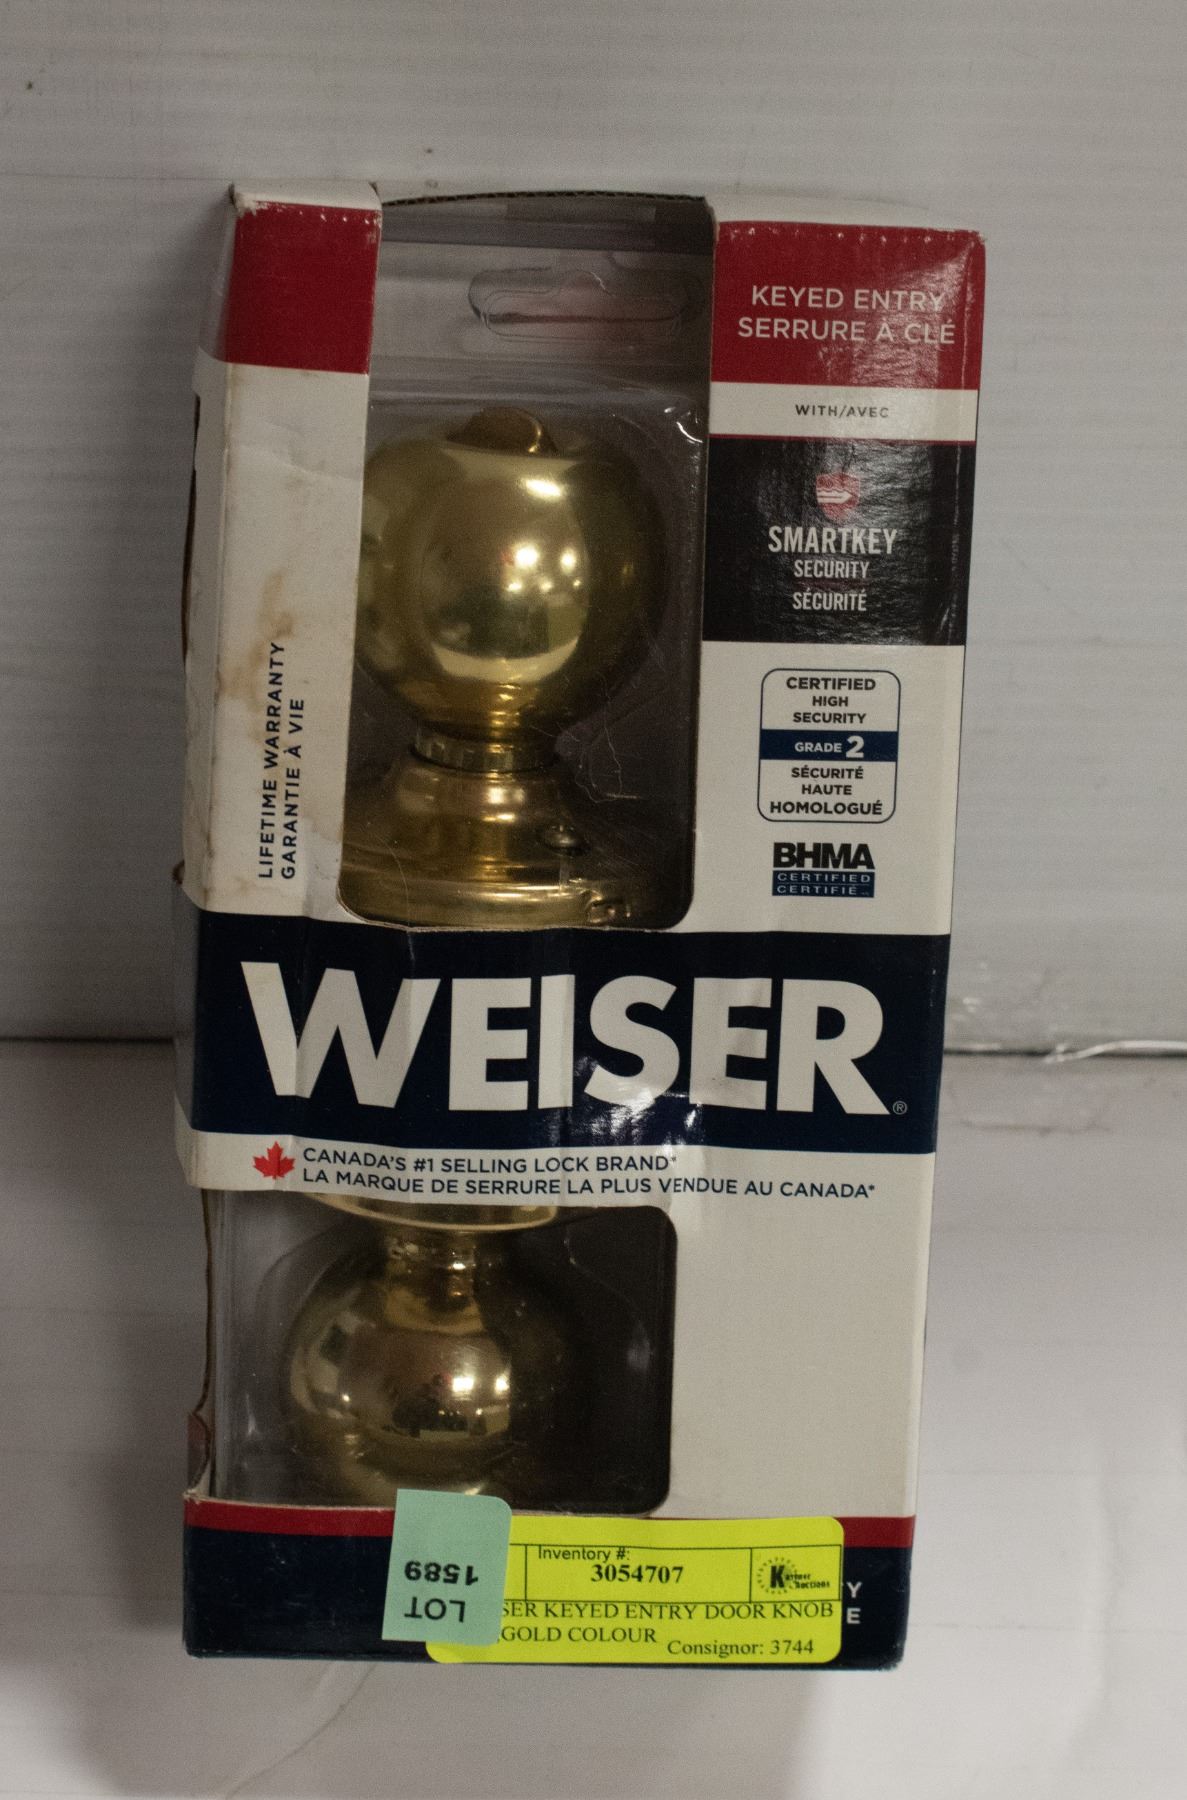 KEYED ENTRY
SERRURE À CLÉ
WITH/AVEC
SMARTKEY
SECURITY
SÉCURITÉ
CERTIFIED
HIGH
SECURITY
GRADE 2
SÉCURITÉ
HAUTE
HOMOLOGUÉ
BHMA
CERTIFIED
CERTIFIÉ
LIFETIME WARRANTY
GARANTIE À VIE
WEISER®
CANADA'S #1 SELLING LOCK BRAND*
LA MARQUE DE SERRURE LA PLUS VENDUE AU CANADA*
LOT
1589
Inventory #:
3054707
Kastner Auctions
SER KEYED ENTRY DOOR KNOB
GOLD COLOUR
Consignor: 3744
Y
E